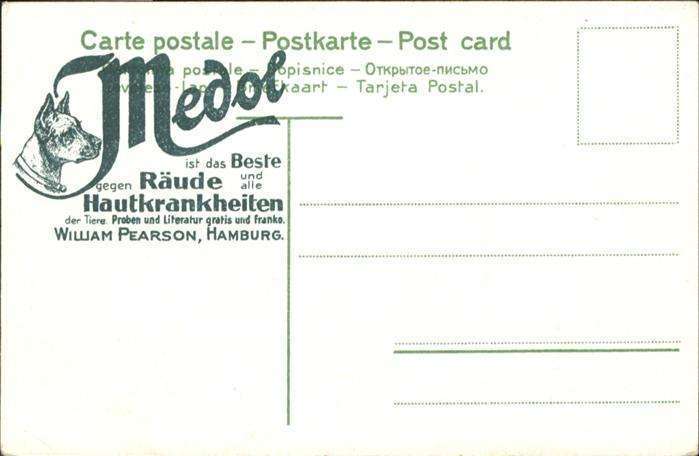 Carte postale – Postkarte – Post card
postale – Dopisnice – Открытое-письмо
– Tarjeta Postal.
Medol
ist das Beste
gegen Räude und alle
Hautkrankheiten
der Tiere. Proben und Literatur gratis und franko.
William Pearson, Hamburg.